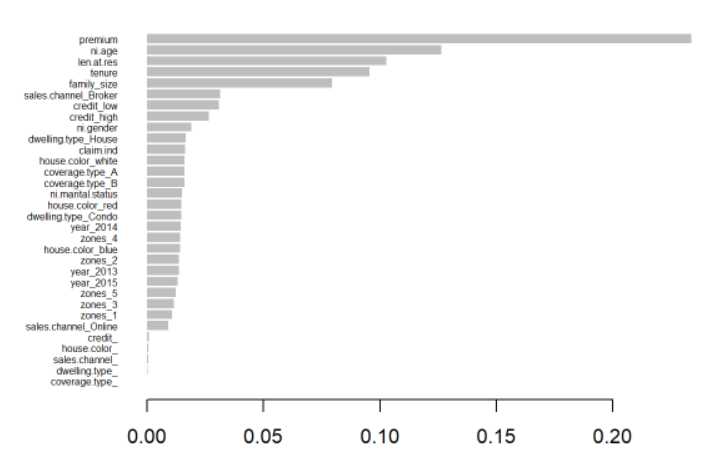 premium
ni.age
len.at.res
tenure
family_size
sales.channel_Broker
credit_low
credit_high
ni.gender
dwelling.type_House
claim.ind
house.color_white
coverage.type_A
coverage.type_B
ni.marital.status
house.color_red
dwelling.type_Condo
year_2014
zones_4
house.color_blue
zones_2
year_2013
year_2015
zones_5
zones_3
zones_1
sales.channel_Online
credit_
house.color_
sales.channel_
dwelling.type_
coverage.type_
0.00 0.05 0.10 0.15 0.20